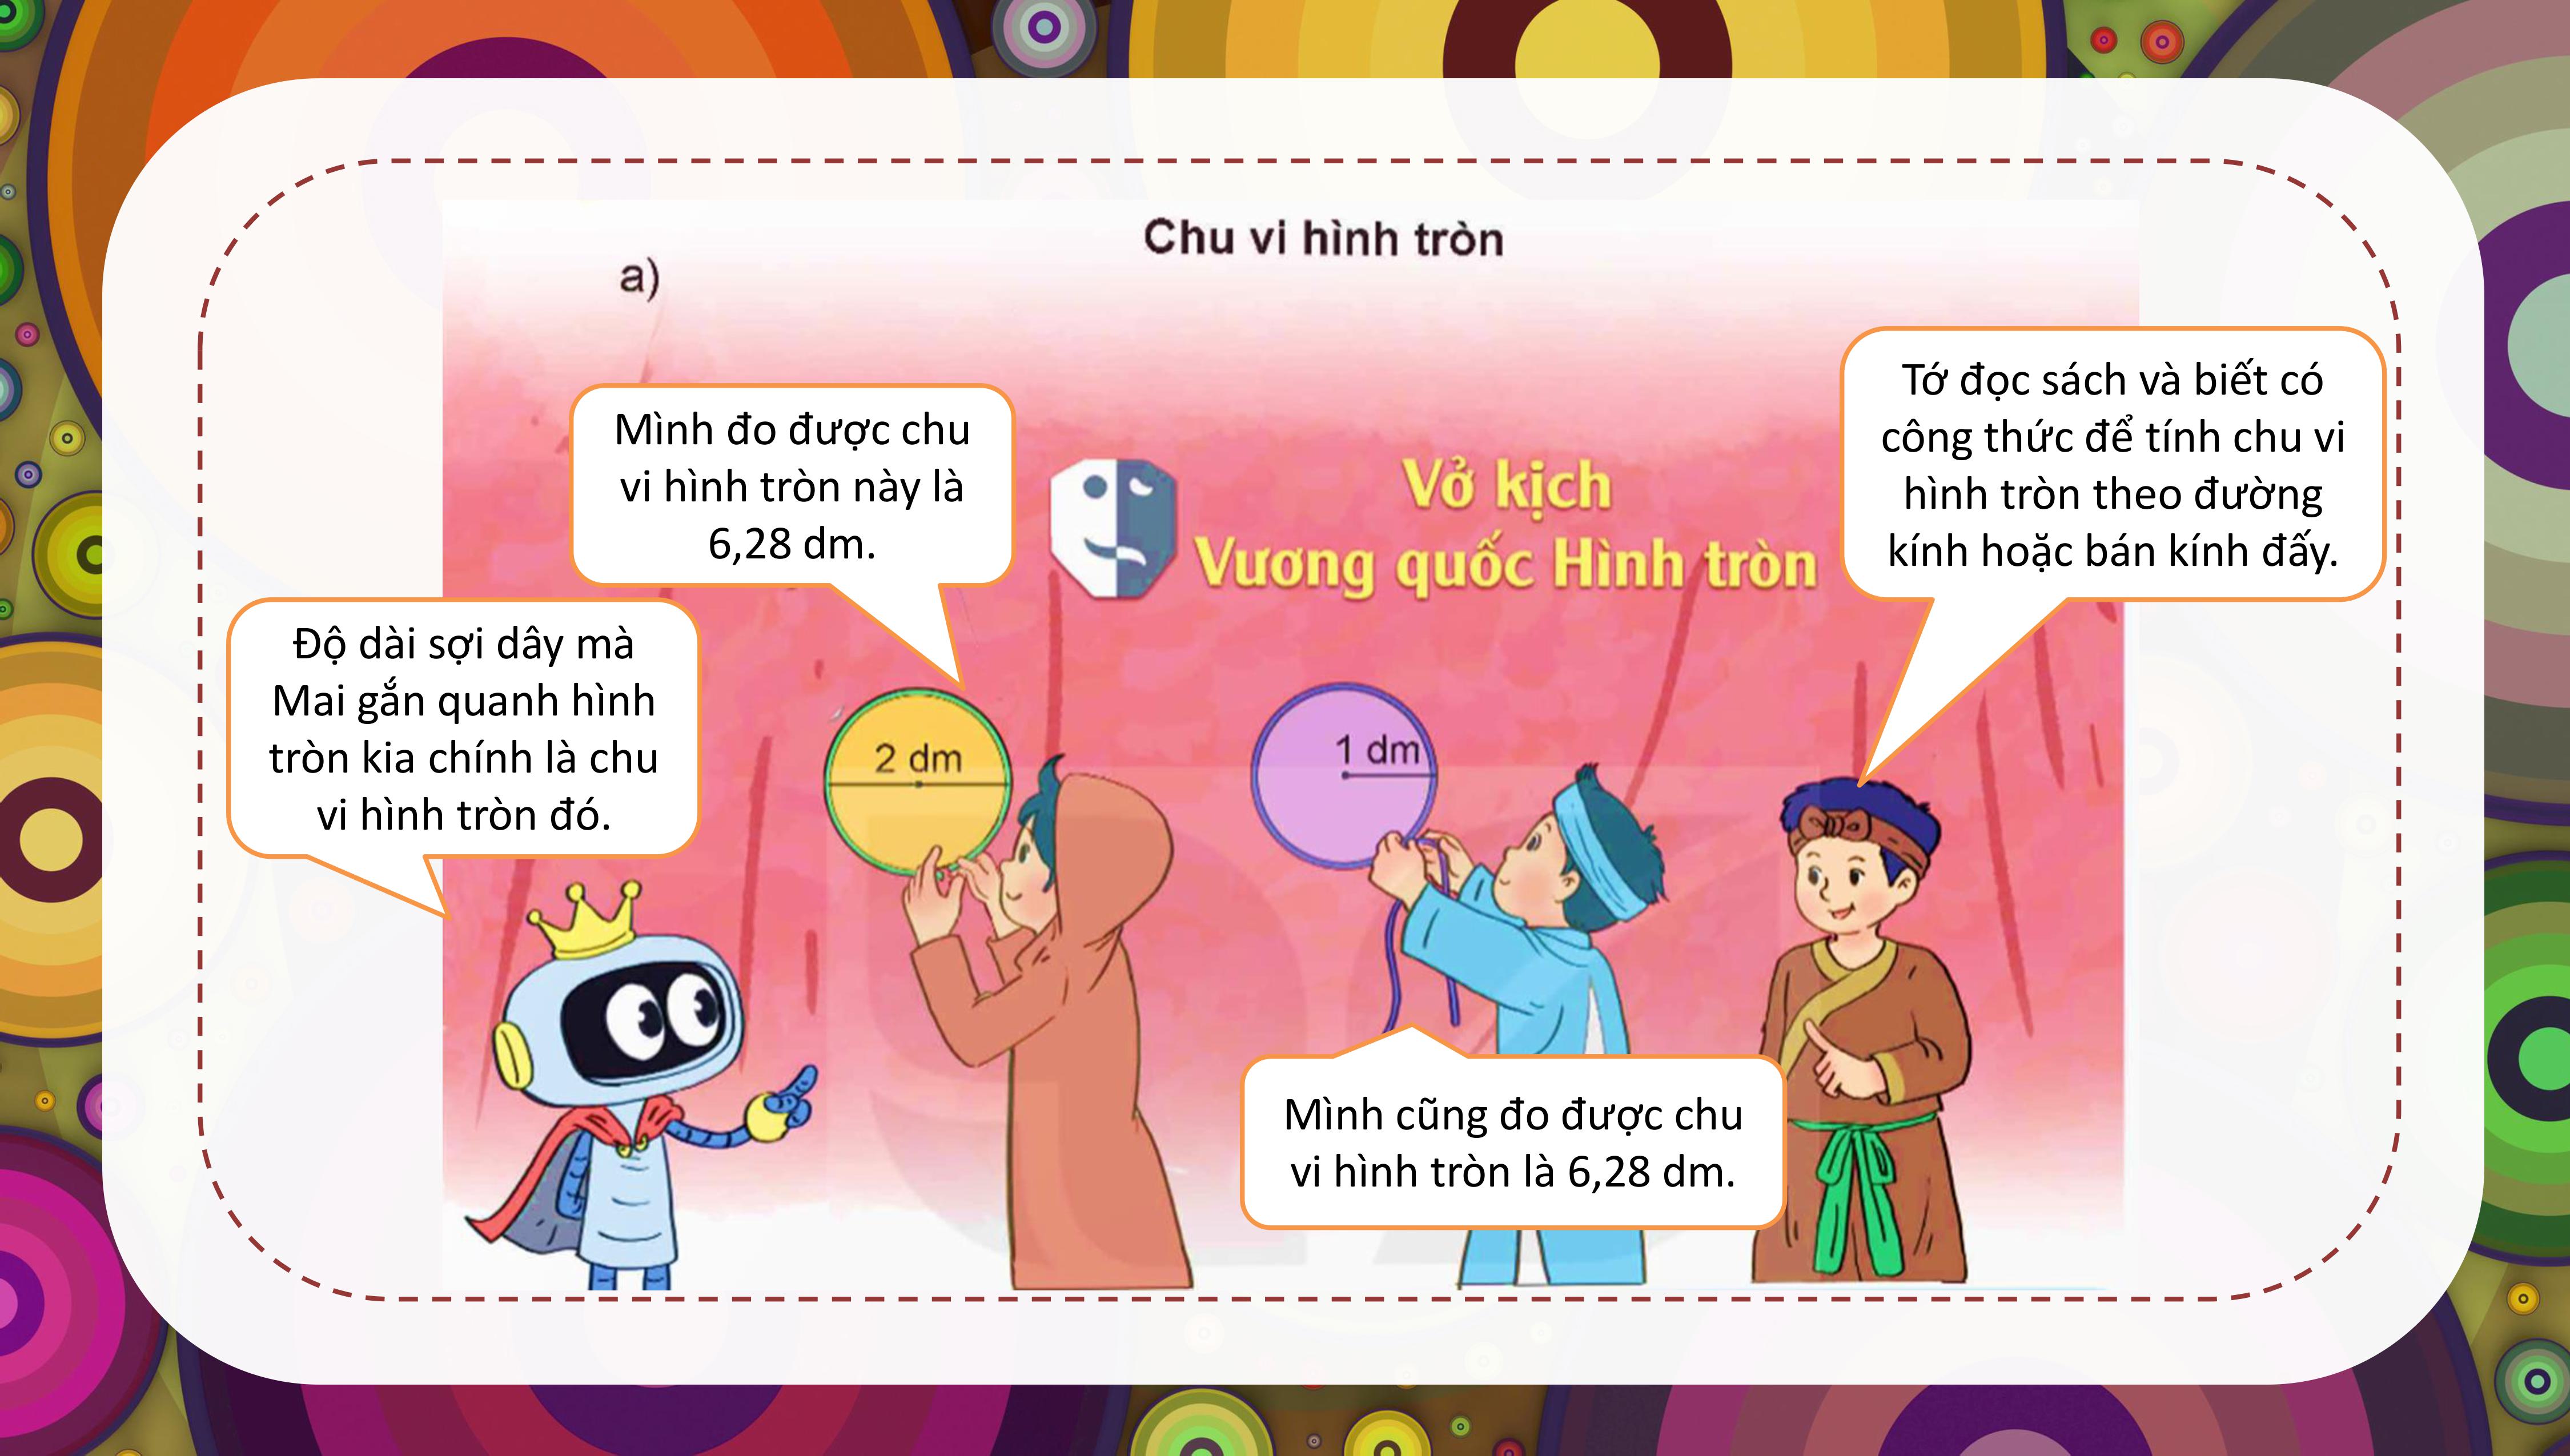 Chu vi hình tròn
a)
Mình đo được chu
vi hình tròn này là
6,28 dm.
Tớ đọc sách và biết có
công thức để tính chu vi
hình tròn theo đường
kính hoặc bán kính đấy.
Vở kịch
Vương quốc Hình tròn
Độ dài sợi dây mà
Mai gắn quanh hình
tròn kia chính là chu
vi hình tròn đó.
2 dm
1 dm
Mình cũng đo được chu
vi hình tròn là 6,28 dm.